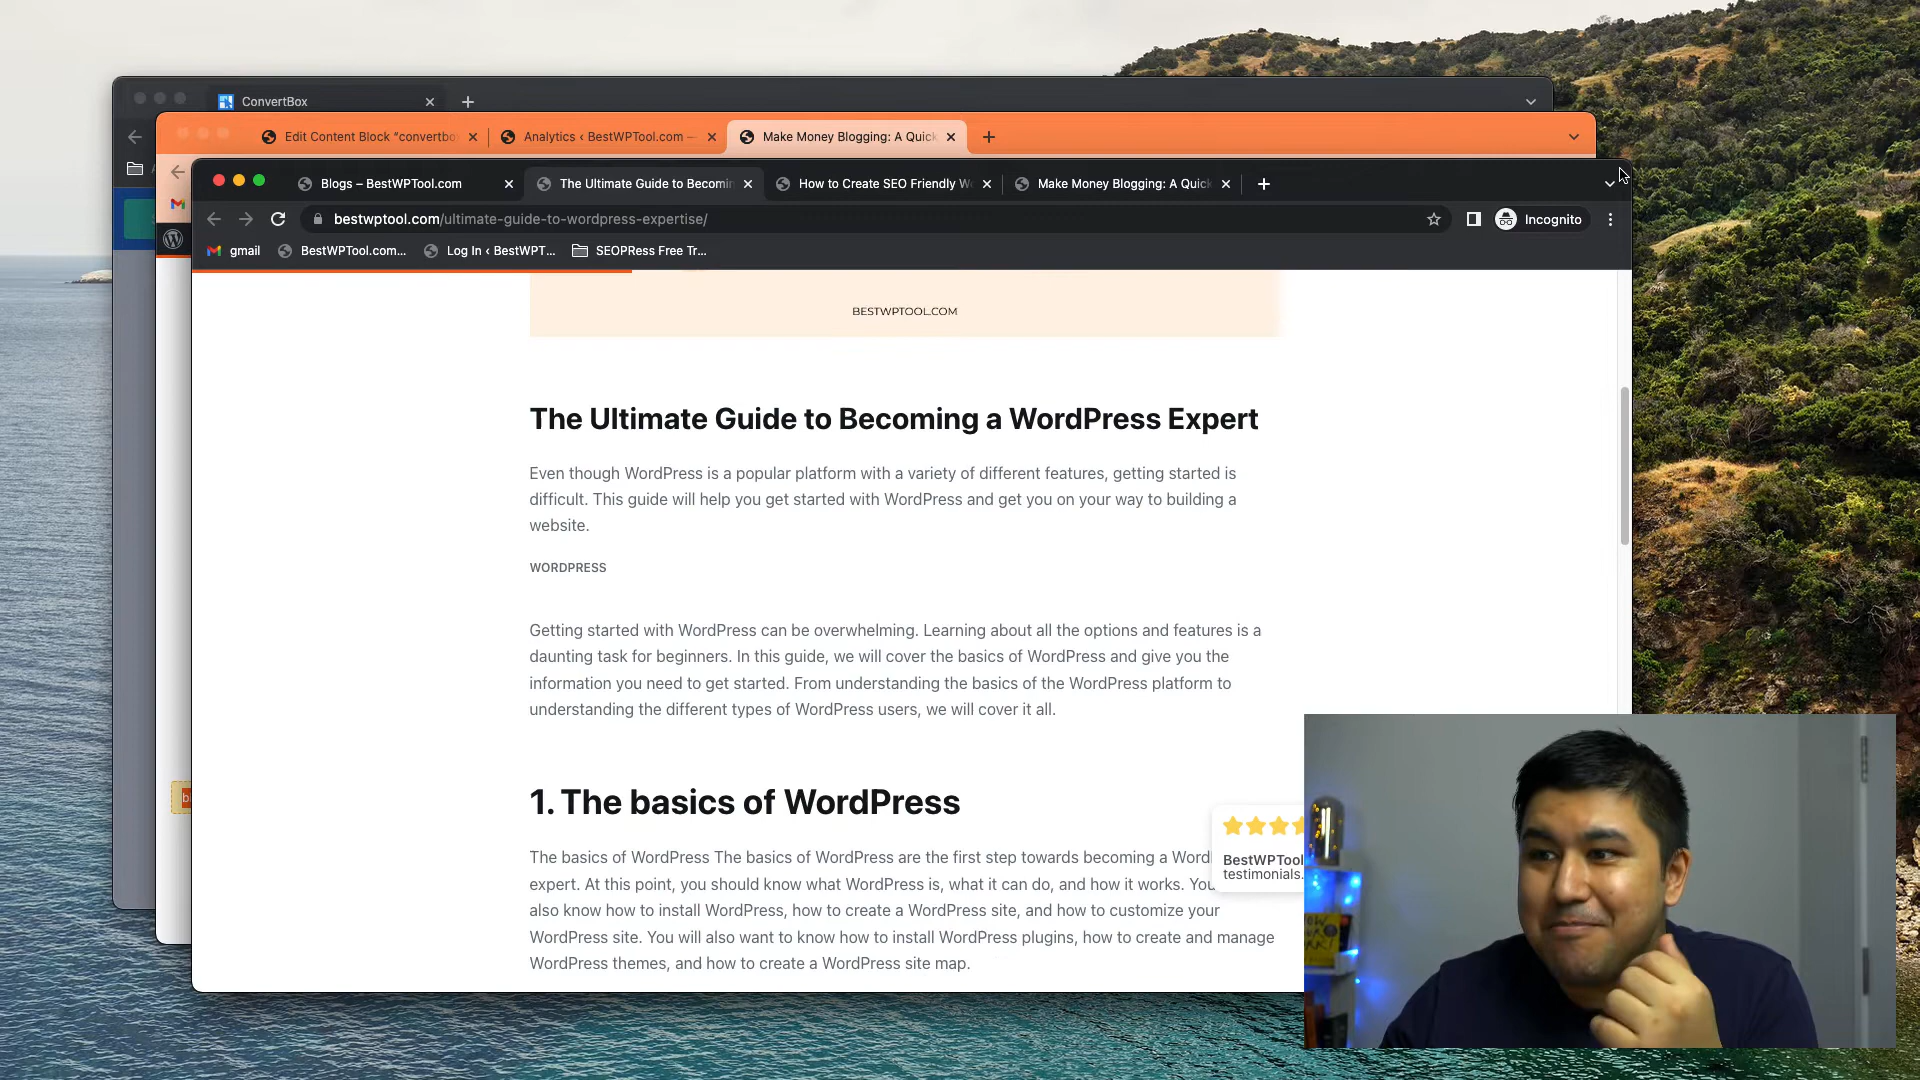 ConvertBox
Edit Content Block "convertbo
Analytics ‹ BestWPTool.com —
Make Money Blogging: A Quick
Blogs – BestWPTool.com
The Ultimate Guide to Becomin
How to Create SEO Friendly W
Make Money Blogging: A Quick
bestwptool.com/ultimate-guide-to-wordpress-expertise/
Incognito
gmail
BestWPTool.com...
Log In ‹ BestWPT...
SEOPRess Free Tr...
BESTWPTOOL.COM
The Ultimate Guide to Becoming a WordPress Expert
Even though WordPress is a popular platform with a variety of different features, getting started is
difficult. This guide will help you get started with WordPress and get you on your way to building a
website.
WORDPRESS
Getting started with WordPress can be overwhelming. Learning about all the options and features is a
daunting task for beginners. In this guide, we will cover the basics of WordPress and give you the
information you need to get started. From understanding the basics of the WordPress platform to
understanding the different types of WordPress users, we will cover it all.
1. The basics of WordPress
The basics of WordPress The basics of WordPress are the first step towards becoming a Word
expert. At this point, you should know what WordPress is, what it can do, and how it works. You
also know how to install WordPress, how to create a WordPress site, and how to customize your
WordPress site. You will also want to know how to install WordPress plugins, how to create and manage
WordPress themes, and how to create a WordPress site map.
BestWPTool
testimonials.